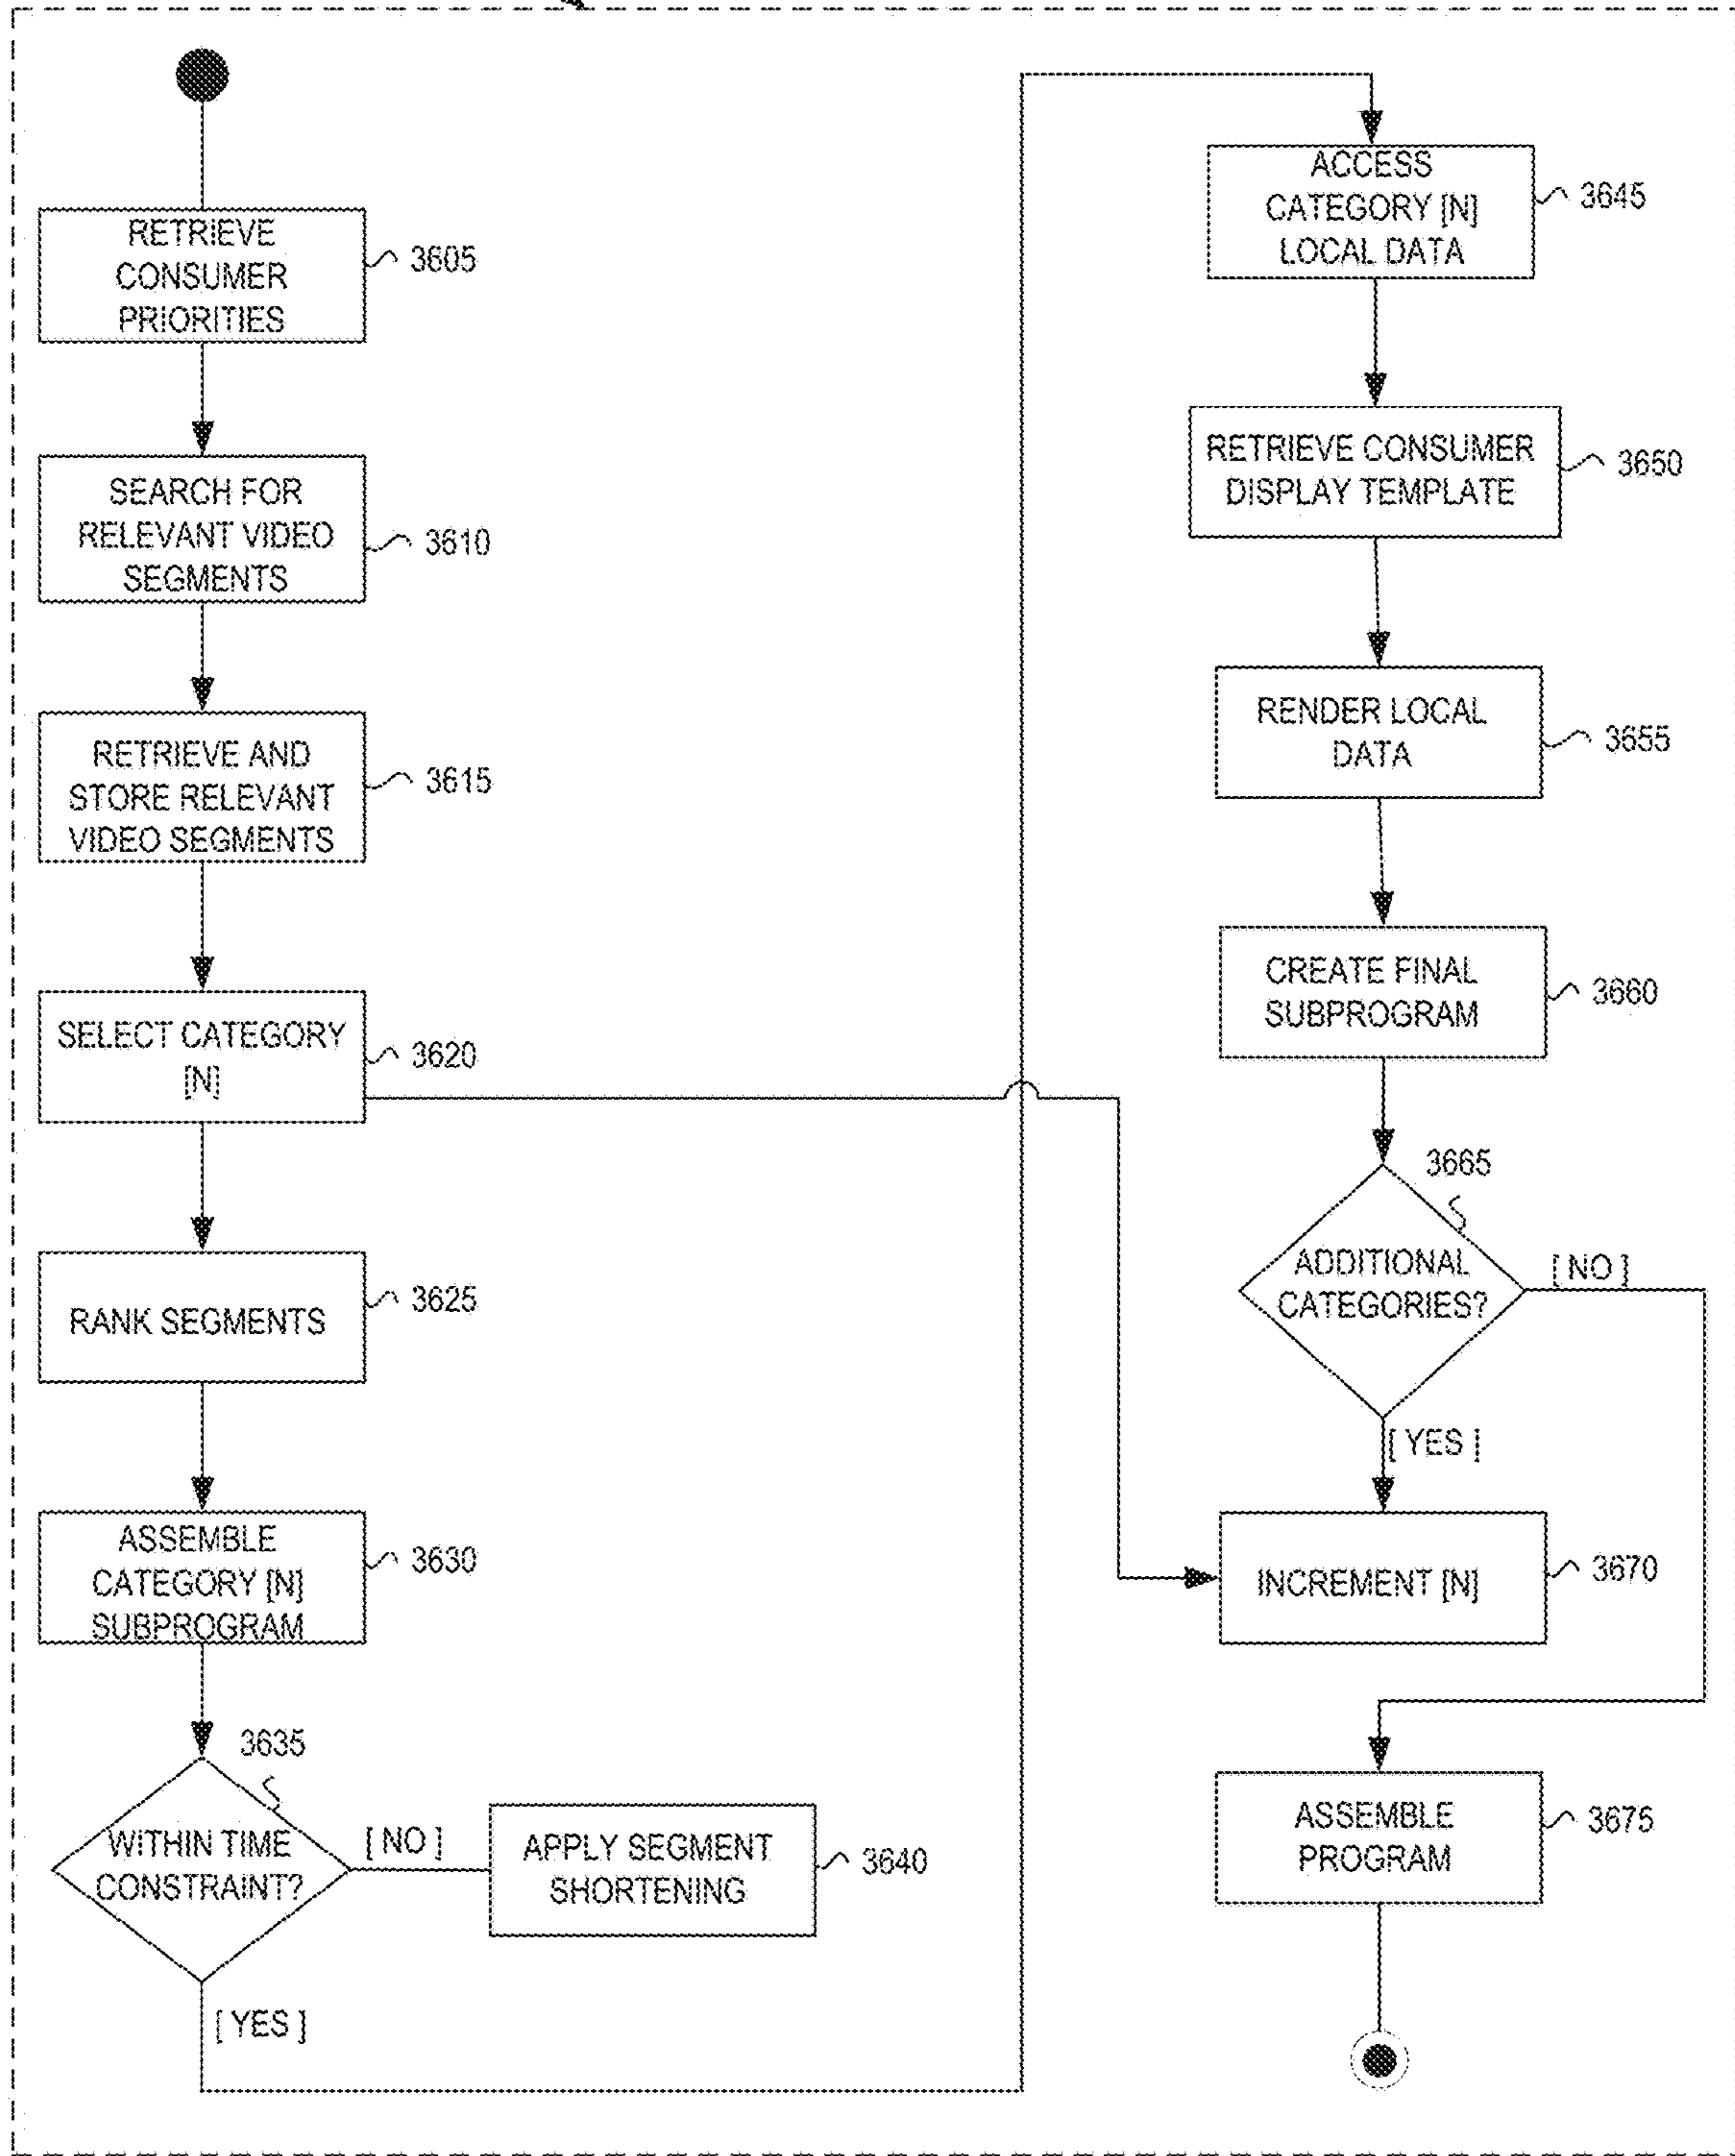 RETRIEVE
CONSUMER
PRIORITIES
3605
SEARCH FOR
RELEVANT VIDEO
SEGMENTS
3610
RETRIEVE AND
STORE RELEVANT
VIDEO SEGMENTS
3615
SELECT CATEGORY
[N]
3620
RANK SEGMENTS
3625
ASSEMBLE
CATEGORY [N]
SUBPROGRAM
3630
3635
WITHIN TIME
CONSTRAINT?
[ NO ]
[ YES ]
APPLY SEGMENT
SHORTENING
3640
ACCESS
CATEGORY [N]
LOCAL DATA
3645
RETRIEVE CONSUMER
DISPLAY TEMPLATE
3650
RENDER LOCAL
DATA
3655
CREATE FINAL
SUBPROGRAM
3660
3665
ADDITIONAL
CATEGORIES?
[ NO ]
[ YES ]
INCREMENT [N]
3670
ASSEMBLE
PROGRAM
3675